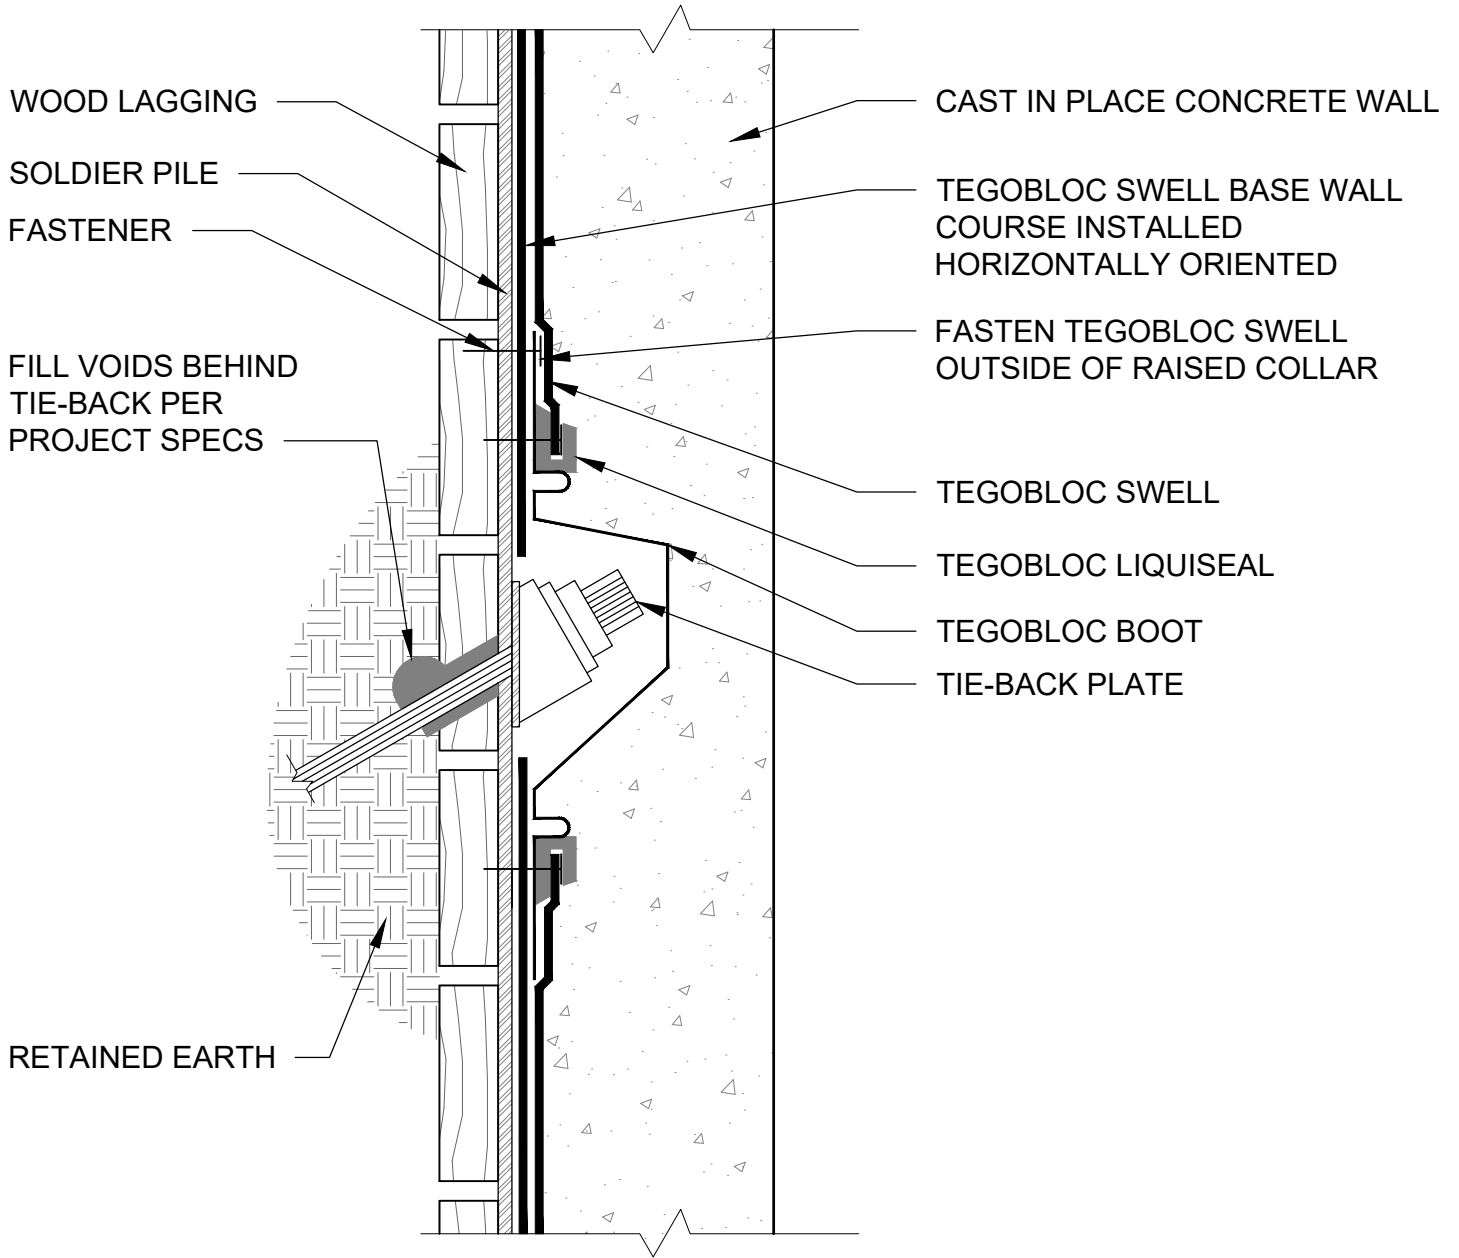 WOOD LAGGING
SOLDIER PILE
FASTENER
FILL VOIDS BEHIND
TIE-BACK PER
PROJECT SPECS
RETAINED EARTH
CAST IN PLACE CONCRETE WALL
TEGOBLOC SWELL BASE WALL
COURSE INSTALLED
HORIZONTALLY ORIENTED
FASTEN TEGOBLOC SWELL
OUTSIDE OF RAISED COLLAR
TEGOBLOC SWELL
TEGOBLOC LIQUISEAL
TEGOBLOC BOOT
TIE-BACK PLATE